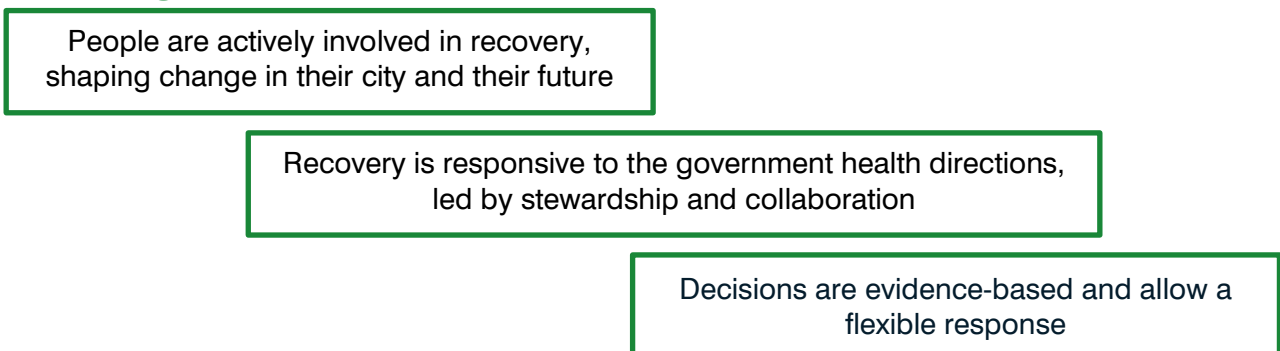 People are actively involved in recovery,
shaping change in their city and their future
Recovery is responsive to the government health directions,
led by stewardship and collaboration
Decisions are evidence-based and allow a
flexible response